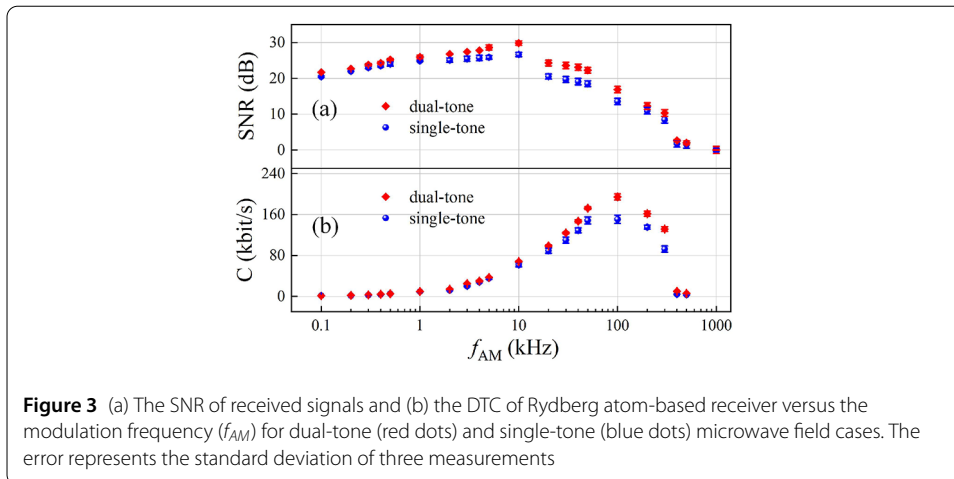 30
20
10
0
SNR (dB)
(a)
dual-tone
single-tone
240
160
80
0
C (kbit/s)
(b)
dual-tone
single-tone
0.1 1 10 100 1000
f_AM (kHz)
Figure 3 (a) The SNR of received signals and (b) the DTC of Rydberg atom-based receiver versus the
modulation frequency (f_AM) for dual-tone (red dots) and single-tone (blue dots) microwave field cases. The
error represents the standard deviation of three measurements